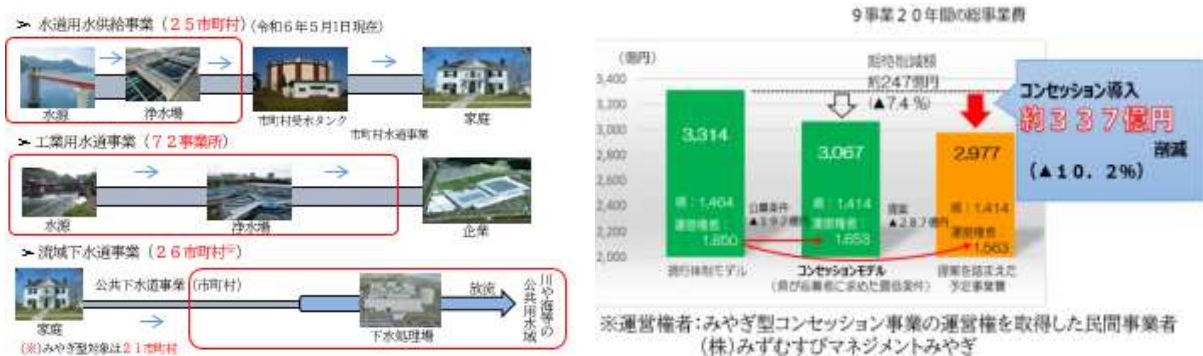 ➢ 水道用水供給事業（２５市町村）(令和６年５月1日現在)
水源
浄水場
市町村受水タンク
市町村水道事業
家庭
➢ 工業用水道事業（７２事業所）
水源
浄水場
企業
➢ 流域下水道事業（２６市町村※）
公共下水道事業 (市町村)
放流
川や海等の
公共用水域
家庭
下水処理場
(※)みやぎ型対象は２１市町村
９事業２０年間の総事業費
（億円）
期待削減額
約247億円
(▲7.4％)
コンセッション導入
約３３７億円
削減
(▲１０．２％)
3,400
3,200
3,000
2,800
2,600
2,400
2,200
2,000
3,314
県：1,464
運営権者：
1,850
公募条件
3,067
県：1,414
運営権者：
1,653
提案
▲２８７億円
2,977
県：1,414
運営権者：
1,563
現行体制モデル
コンセッションモデル
(県が応募者に求めた最低条件)
提案を踏まえた
予定事業費
※運営権者：みやぎ型コンセッション事業の運営権を取得した民間事業者
(株)みずむすびマネジメントみやぎ